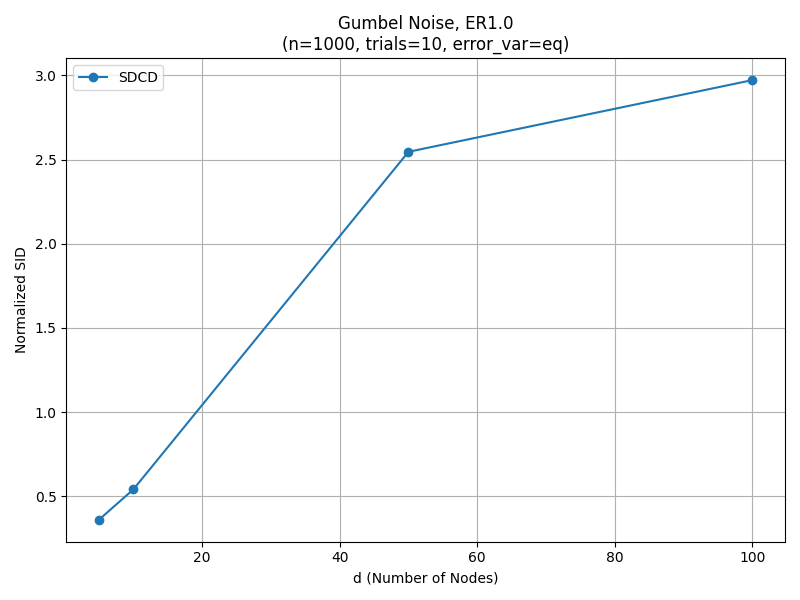 Gumbel Noise, ER1.0
(n=1000, trials=10, error_var=eq)
SDCD
3.0
2.5
2.0
1.5
1.0
0.5
Normalized SID
20 40 60 80 100
d (Number of Nodes)